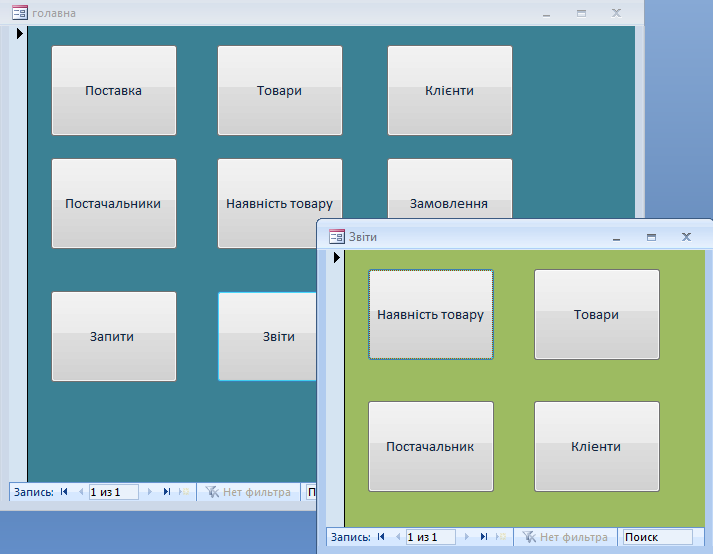 головна
Поставка
Товари
Клієнти
Постачальники
Наявність товару
Замовлення
Запити
Звіти
Запись:
1 из 1
Нет фильтра
П
Звіти
Наявність товару
Товари
Постачальник
Клієнти
Запись:
1 из 1
Нет фильтра
Поиск